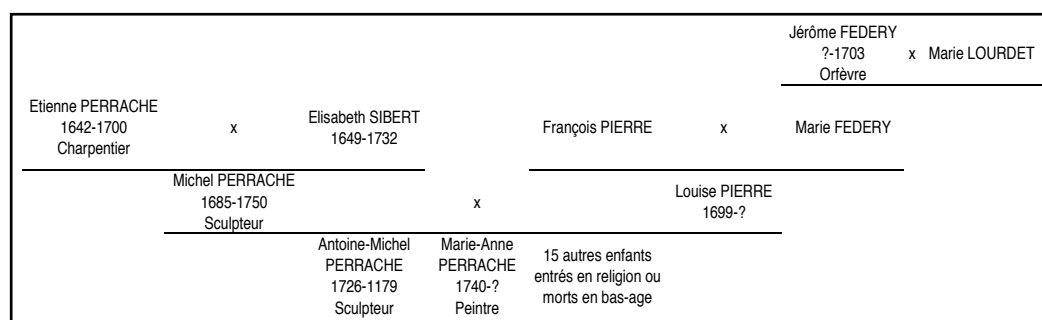 Jérôme FEDERY
?-1703
Orfèvre
x
Marie LOURDET
Etienne PERRACHE
1642-1700
Charpentier
x
Elisabeth SIBERT
1649-1732
François PIERRE
x
Marie FEDERY
Michel PERRACHE
1685-1750
Sculpteur
x
Louise PIERRE
1699-?
Antoine-Michel
PERRACHE
1726-1179
Sculpteur
Marie-Anne
PERRACHE
1740-?
Peintre
15 autres enfants
entrés en religion ou
morts en bas-age